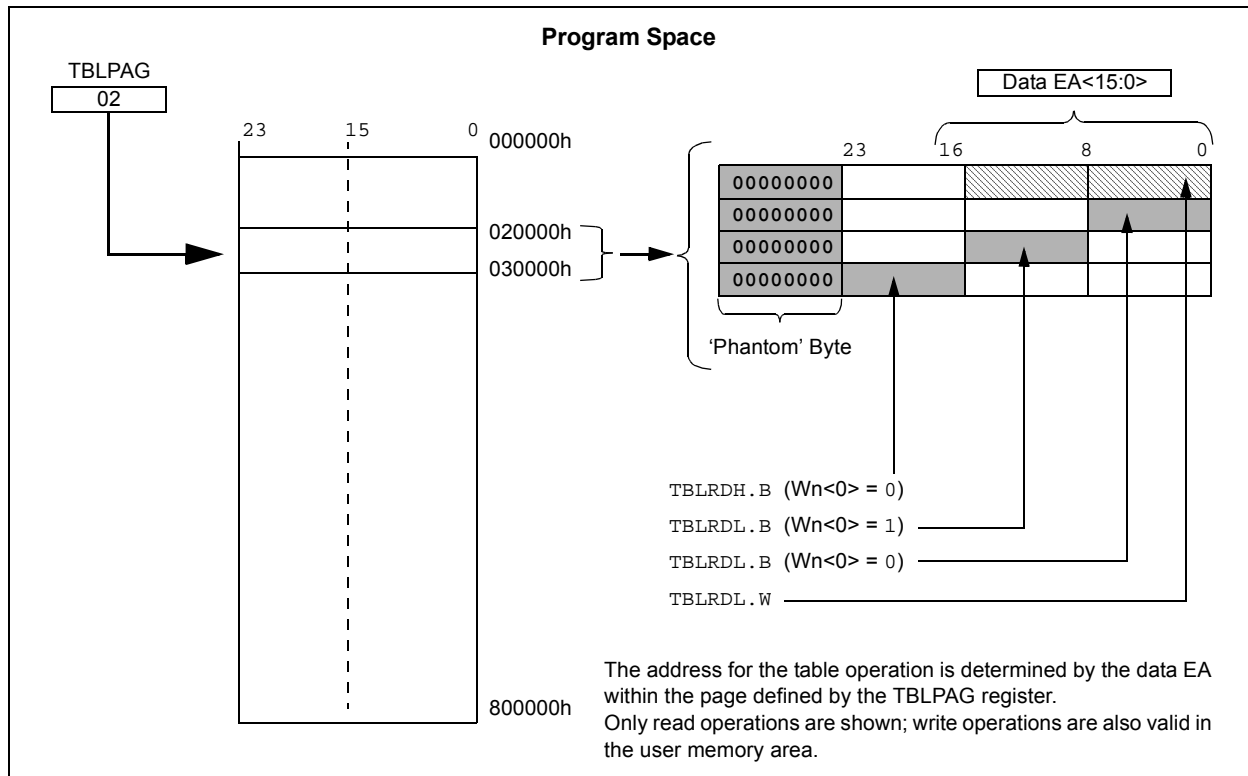 Program Space
TBLPAG
02
Data EA<15:0>
23 15 0
000000h
23 16 8 0
00000000
00000000
00000000
00000000
020000h
030000h
‘Phantom’ Byte
TBLRDH.B (Wn<0> = 0)
TBLRDL.B (Wn<0> = 1)
TBLRDL.B (Wn<0> = 0)
TBLRDL.W
800000h
The address for the table operation is determined by the data EA
within the page defined by the TBLPAG register.
Only read operations are shown; write operations are also valid in
the user memory area.